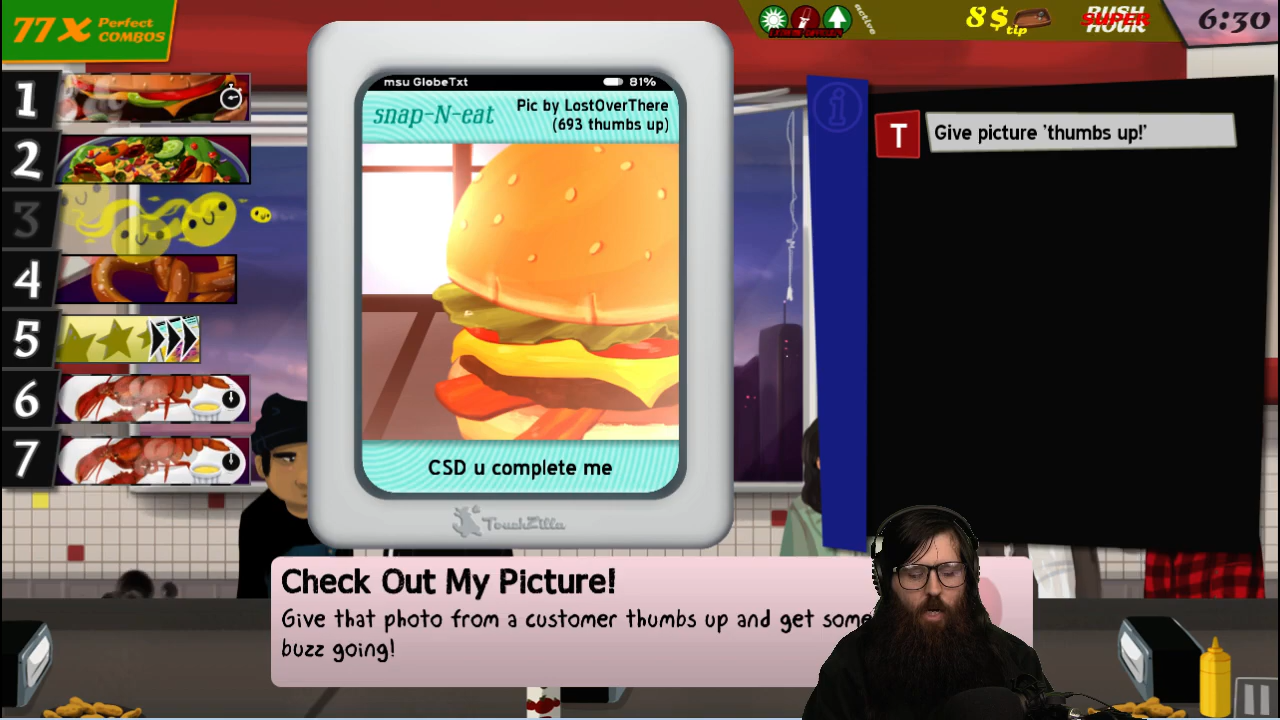 77x Perfect
COMBOS
active
8$ tip
RUSH
SUPER
HOUR
6:30
1
2
3
4
5
6
7
msu GlobeTxt 81%
snap-N-eat
Pic by LostOverThere
(693 thumbs up)
CSD u complete me
TouchZilla
i
T Give picture 'thumbs up!'
Check Out My Picture!
Give that photo from a customer thumbs up and get some
buzz going!